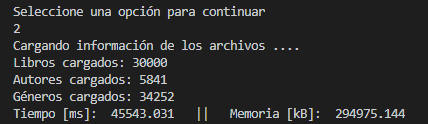 Seleccione una opción para continuar
2
Cargando información de los archivos ....
Libros cargados: 30000
Autores cargados: 5841
Géneros cargados: 34252
Tiempo [ms]:  45543.031   ||   Memoria [kB]:  294975.144